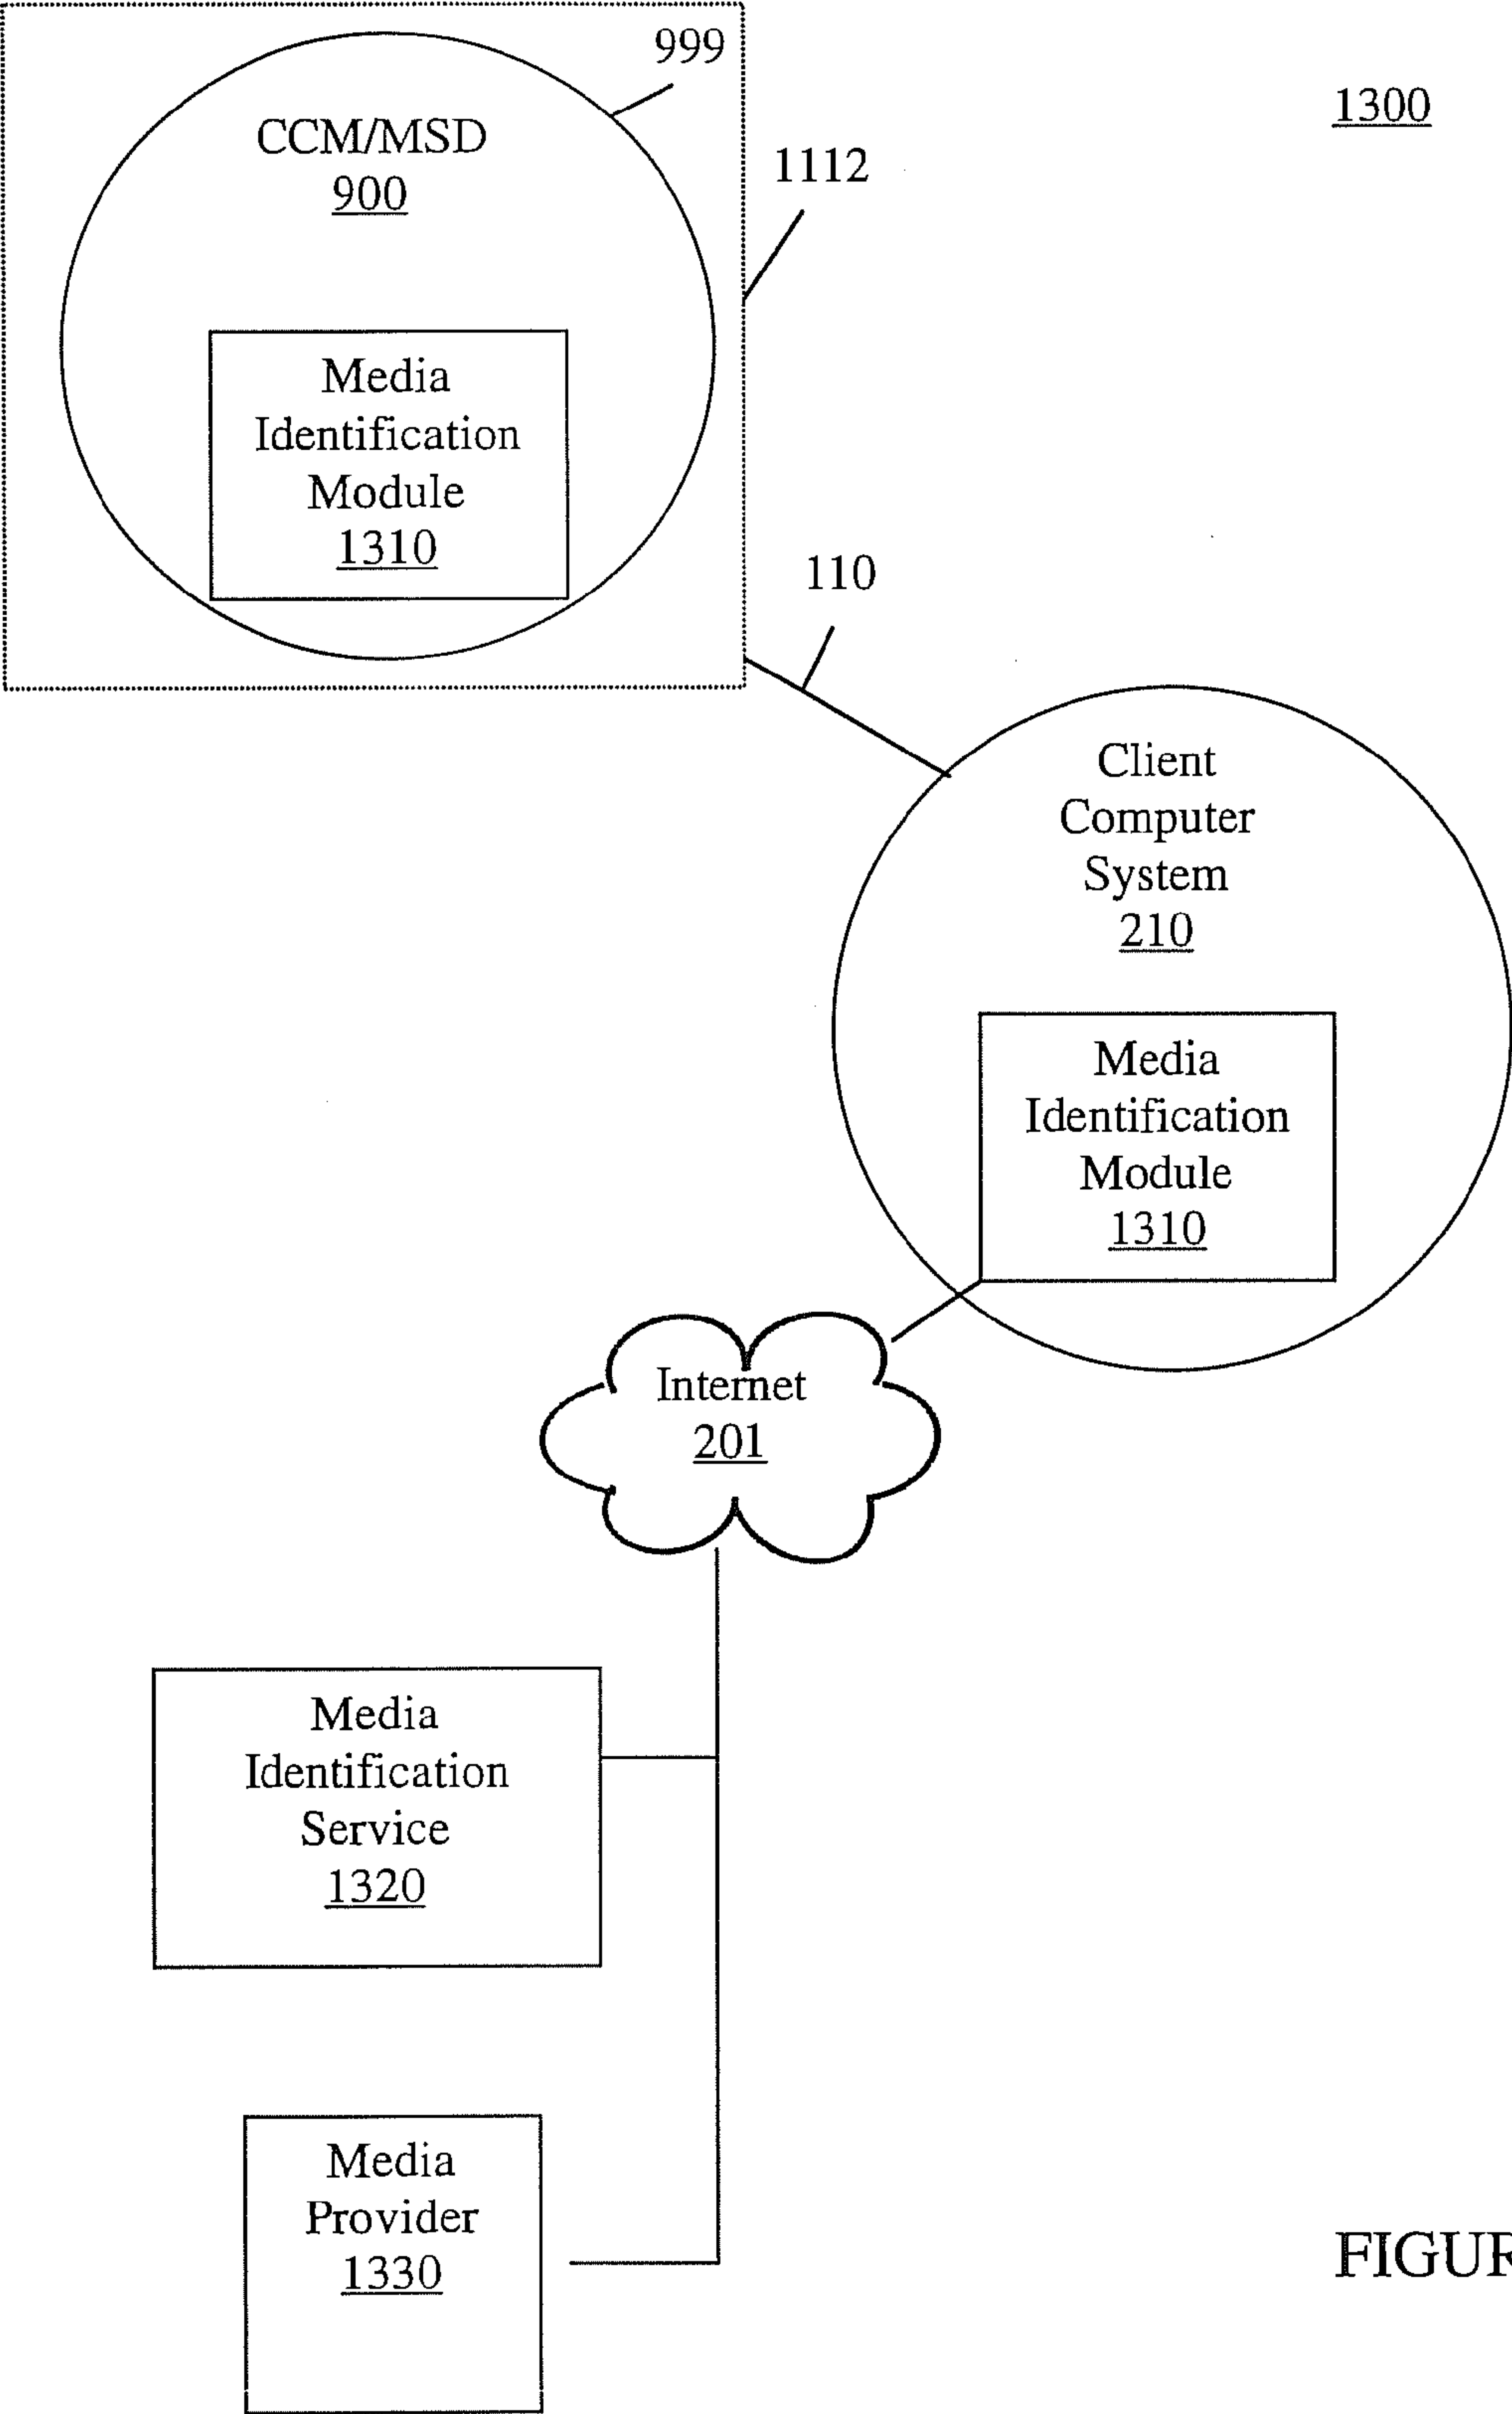 999
1300
CCM/MSD
900
1112
Media
Identification
Module
1310
110
Client
Computer
System
210
Media
Identification
Module
1310
Internet
201
Media
Identification
Service
1320
Media
Provider
1330
FIGUR